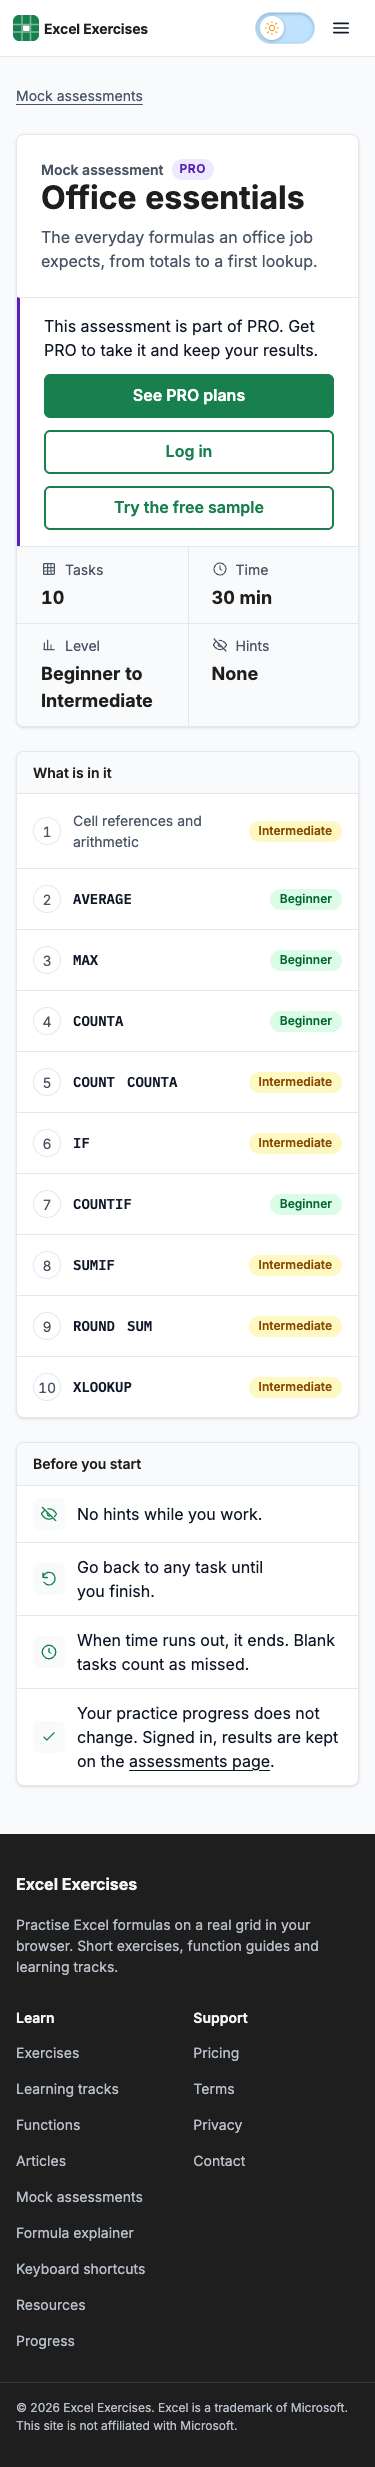 Excel Exercises
Mock assessments
Mock assessment PRO
Office essentials
The everyday formulas an office job
expects, from totals to a first lookup.
This assessment is part of PRO. Get
PRO to take it and keep your results.
See PRO plans
Log in
Try the free sample
Tasks
10
Time
30 min
Level
Beginner to
Intermediate
Hints
None
What is in it
1 Cell references and
arithmetic
Intermediate
2 AVERAGE Beginner
3 MAX Beginner
4 COUNTA Beginner
5 COUNT COUNTA Intermediate
6 IF Intermediate
7 COUNTIF Beginner
8 SUMIF Intermediate
9 ROUND SUM Intermediate
10 XLOOKUP Intermediate
Before you start
No hints while you work.
Go back to any task until
you finish.
When time runs out, it ends. Blank
tasks count as missed.
Your practice progress does not
change. Signed in, results are kept
on the assessments page.
Excel Exercises
Practise Excel formulas on a real grid in your
browser. Short exercises, function guides and
learning tracks.
Learn
Exercises
Learning tracks
Functions
Articles
Mock assessments
Formula explainer
Keyboard shortcuts
Resources
Progress
Support
Pricing
Terms
Privacy
Contact
© 2026 Excel Exercises. Excel is a trademark of Microsoft.
This site is not affiliated with Microsoft.